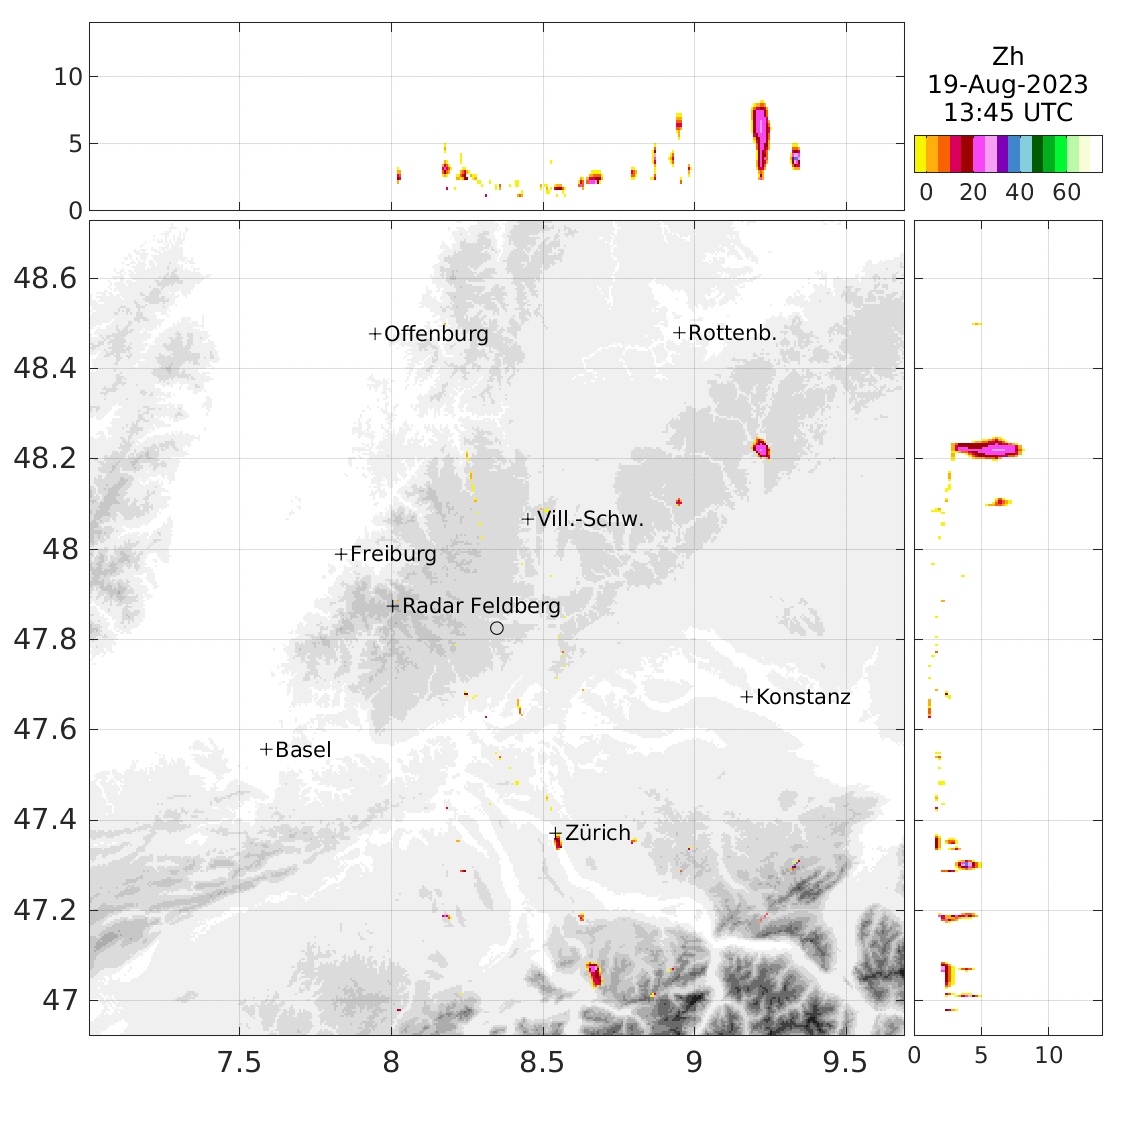 10
5
0
Zh
19-Aug-2023
13:45 UTC
0 20 40 60
48.6
48.4
48.2
48
47.8
47.6
47.4
47.2
47
Offenburg
Rottenb.
Vill.-Schw.
Freiburg
Radar Feldberg
Konstanz
Basel
Zürich
7.5 8 8.5 9 9.5
0 5 10